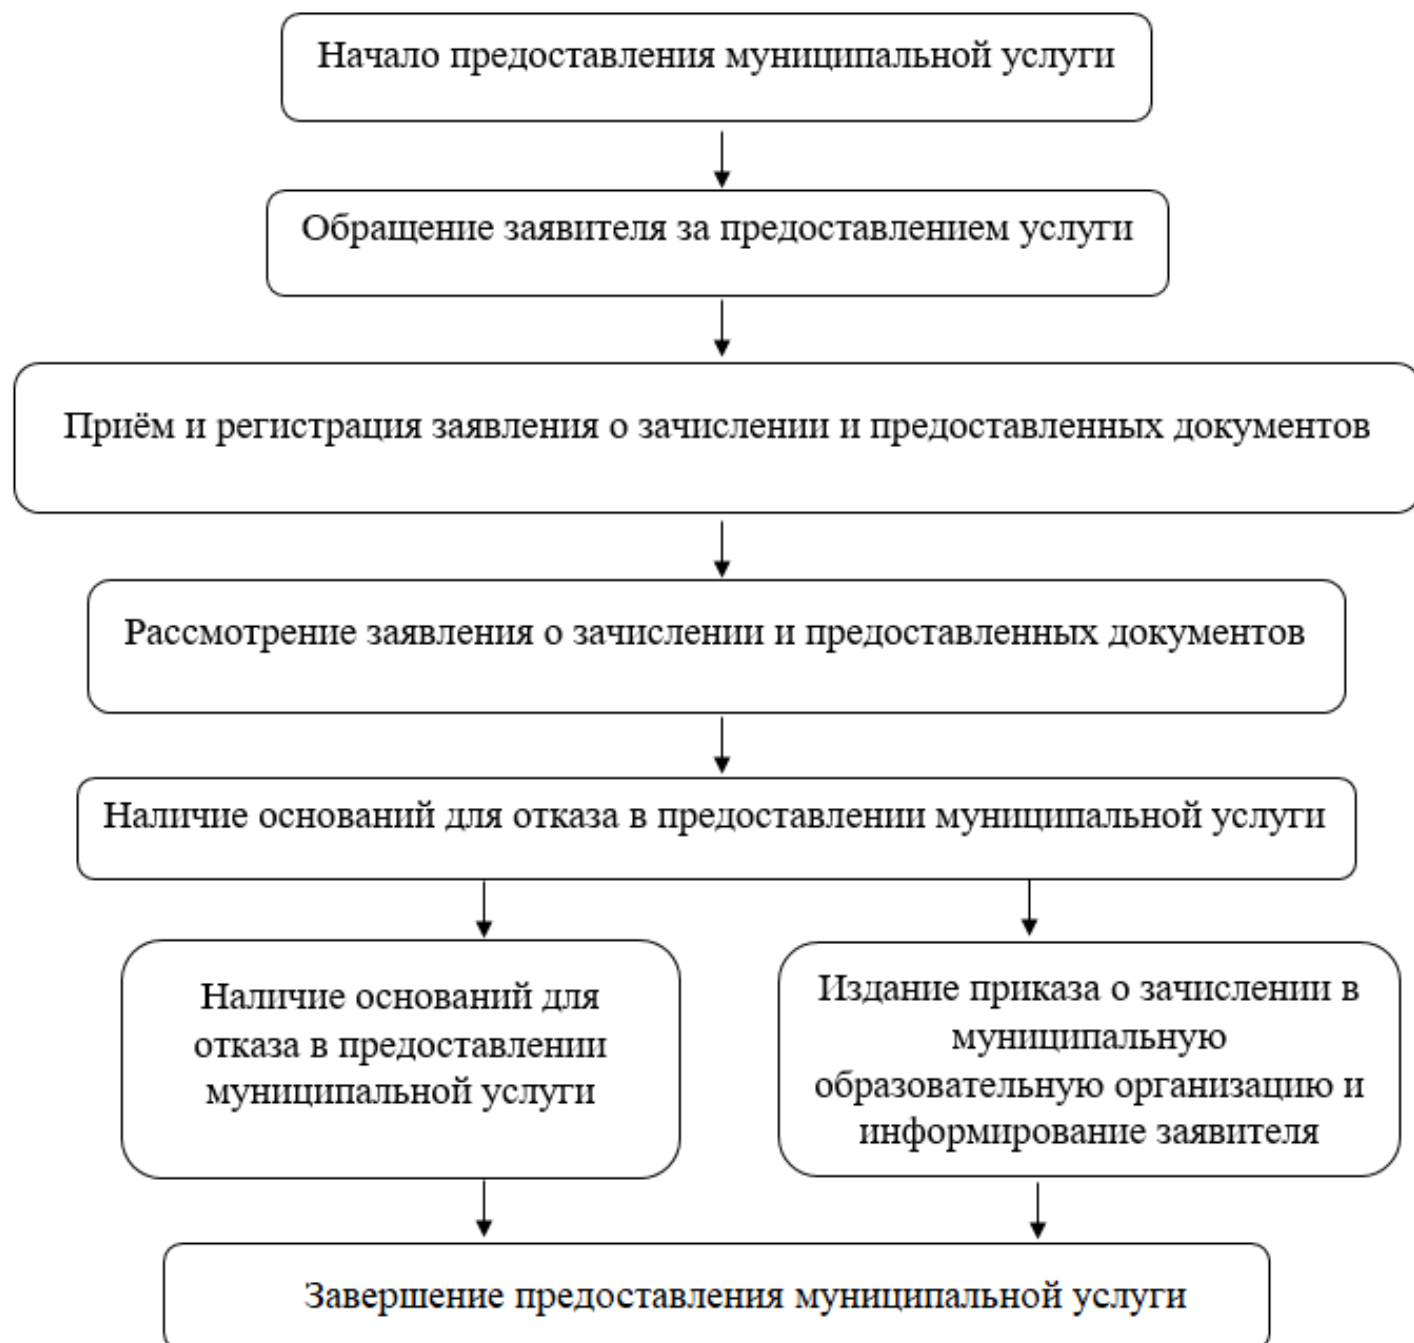 Начало предоставления муниципальной услуги
Обращение заявителя за предоставлением услуги
Приём и регистрация заявления о зачислении и предоставленных документов
Рассмотрение заявления о зачислении и предоставленных документов
Наличие оснований для отказа в предоставлении муниципальной услуги
Наличие оснований для
отказа в предоставлении
муниципальной услуги
Издание приказа о зачислении в
муниципальную
образовательную организацию и
информирование заявителя
Завершение предоставления муниципальной услуги